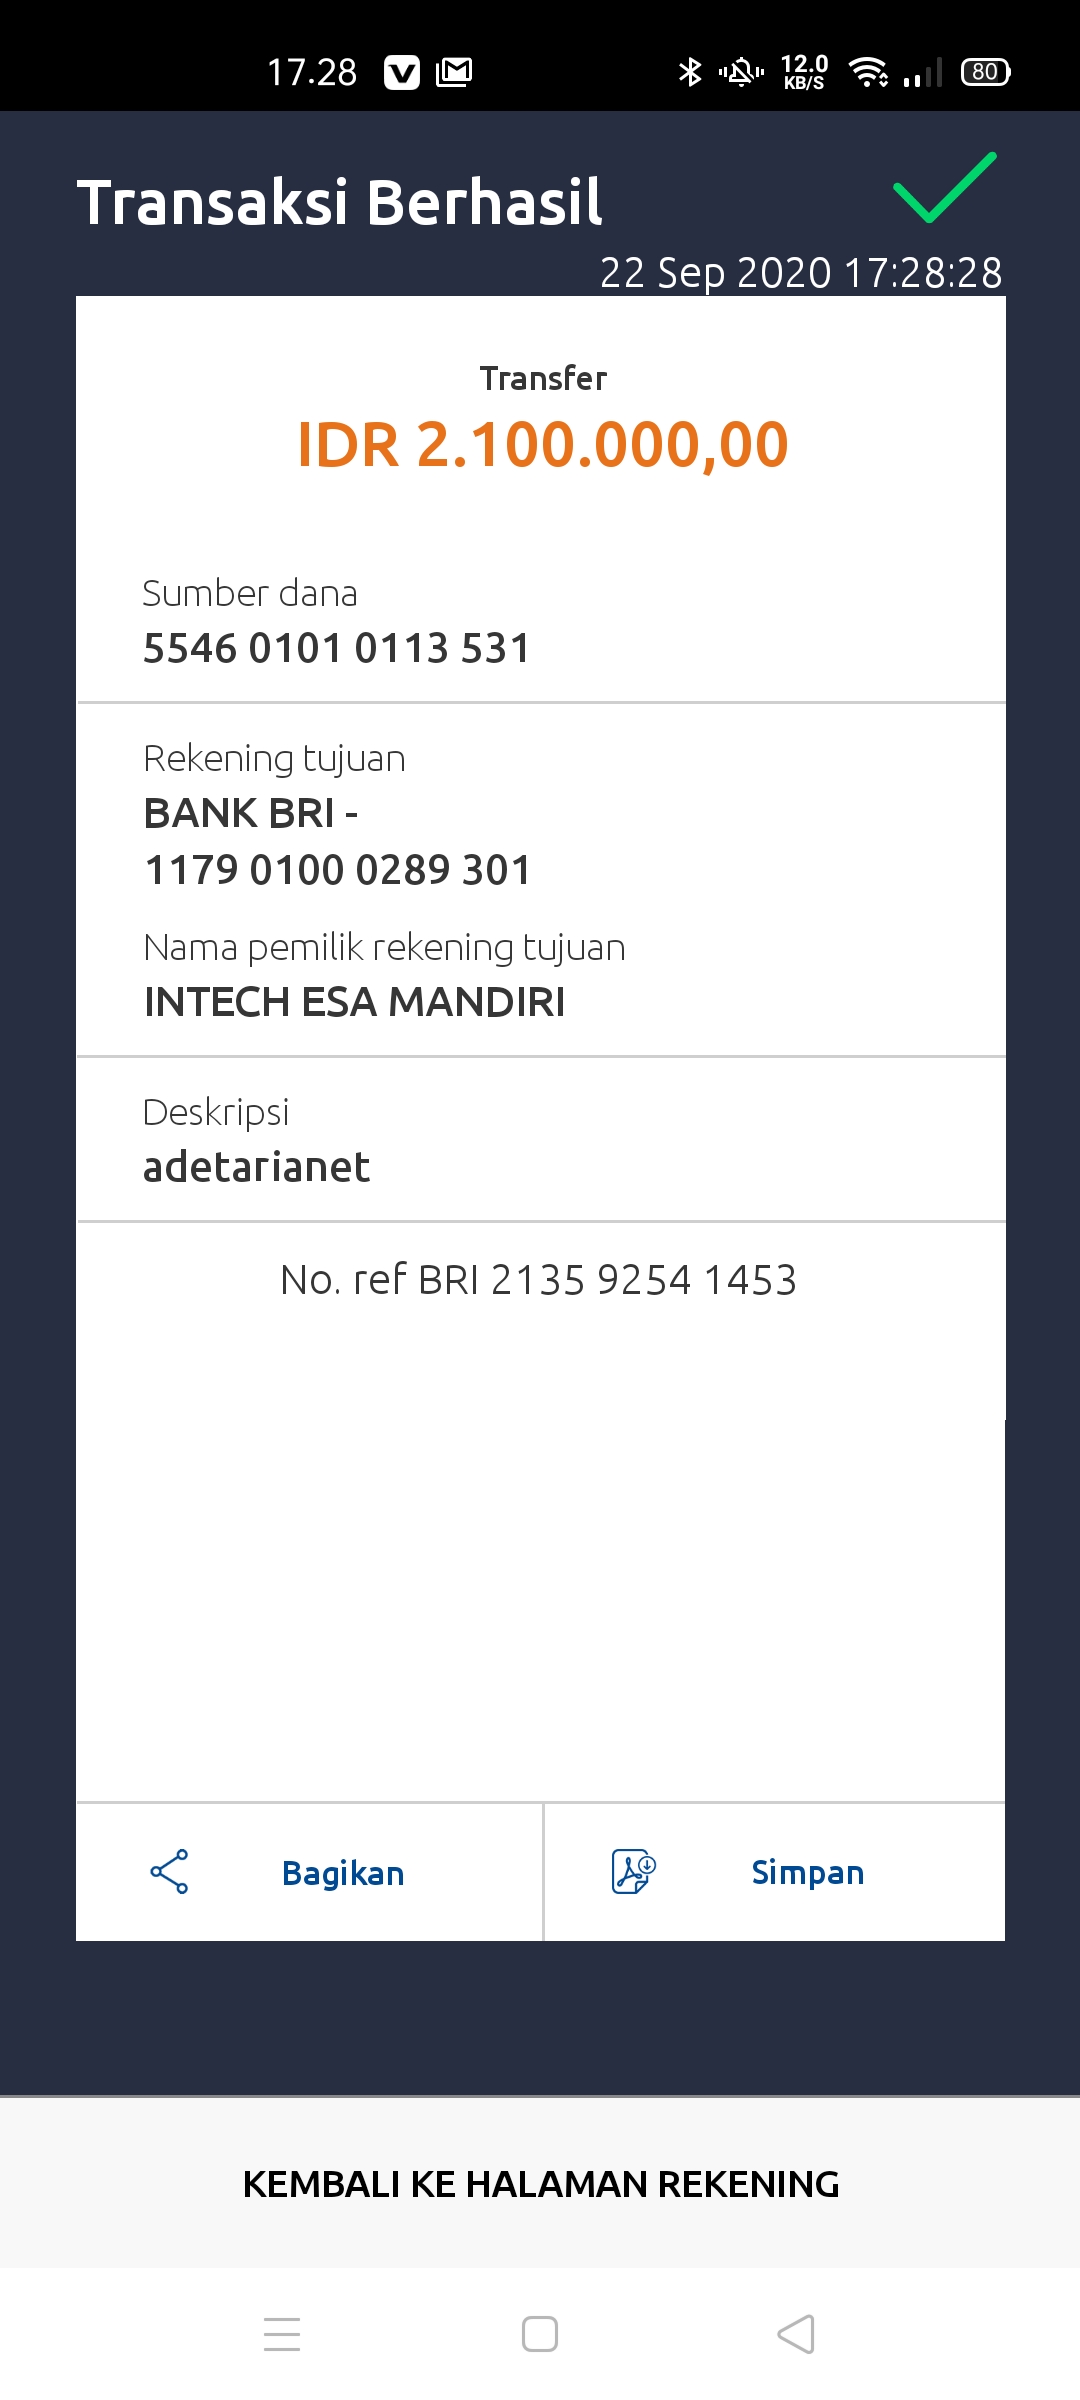 17.28
12.0
KB/S
80
Transaksi Berhasil
22 Sep 2020 17:28:28
Transfer
IDR 2.100.000,00
Sumber dana
5546 0101 0113 531
Rekening tujuan
BANK BRI -
1179 0100 0289 301
Nama pemilik rekening tujuan
INTECH ESA MANDIRI
Deskripsi
adetarianet
No. ref BRI 2135 9254 1453
Bagikan
Simpan
KEMBALI KE HALAMAN REKENING